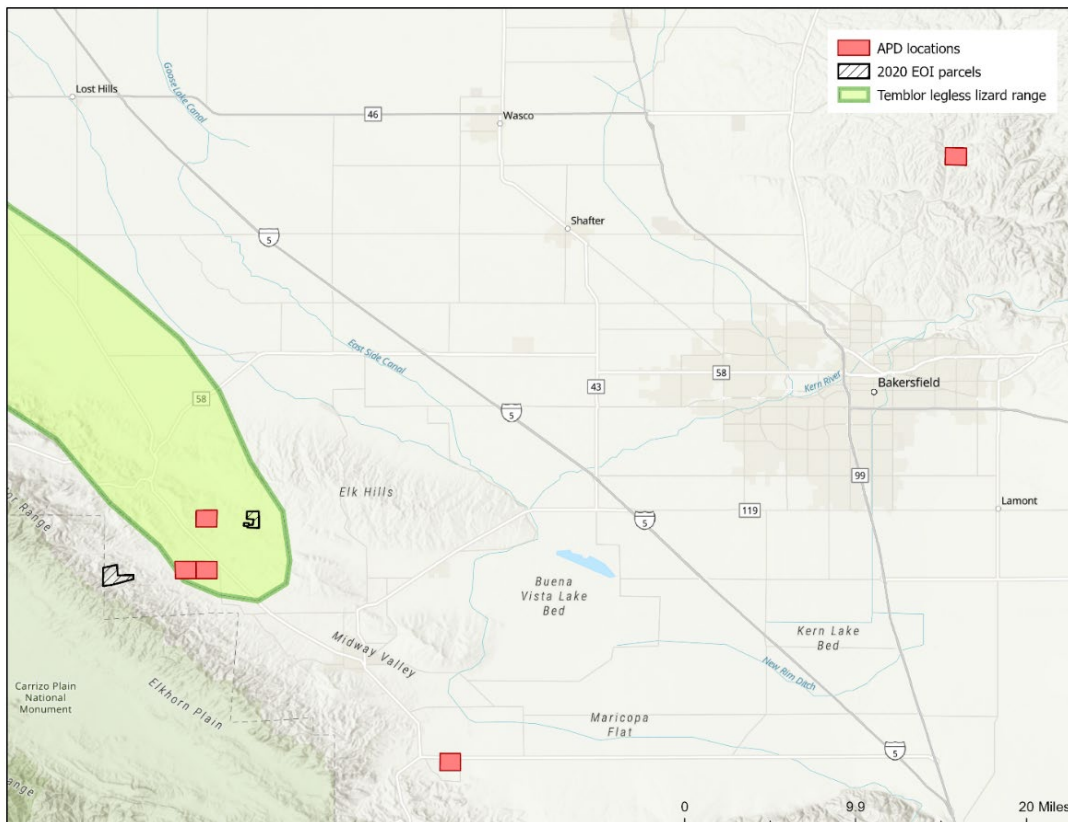 APD locations
2020 EOI parcels
Temblor legless lizard range
Lost Hills
Goose Lake Canal
46
Wasco
Shafter
5
East Side Canal
43
58
Kern River
Bakersfield
58
5
99
Elk Hills
119
5
Lamont
Range
Buena
Vista Lake
Bed
Kern Lake
Bed
Midway Valley
New Rim Dach
Carrizo Plain
National
Monument
Elkhorn Plain
Maricopa
Flat
5
ange
0
9.9
20 Miles